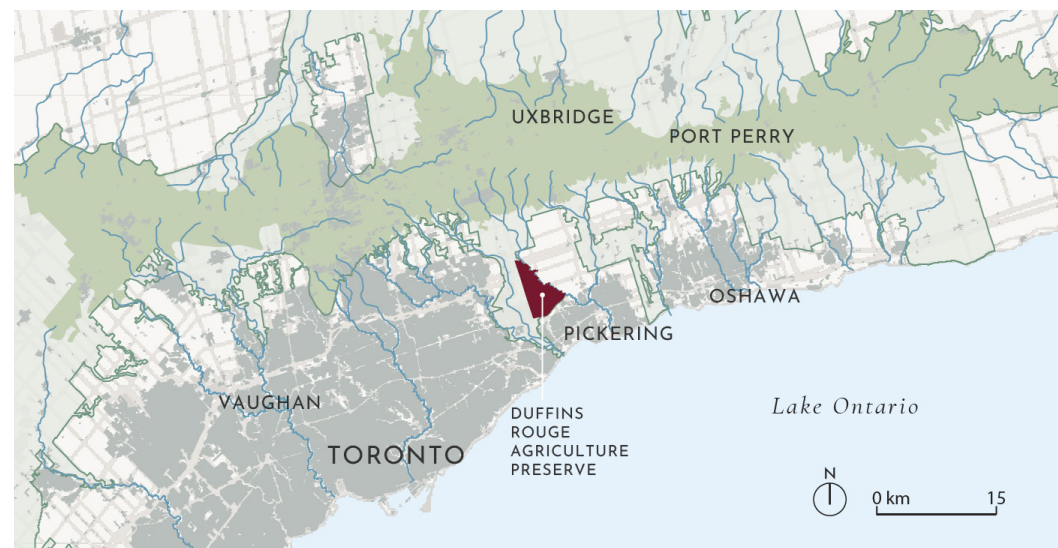 UXBRIDGE
PORT PERRY
OSHAWA
PICKERING
VAUGHAN
TORONTO
DUFFINS
ROUGE
AGRICULTURE
PRESERVE
Lake Ontario
N
0 km 15